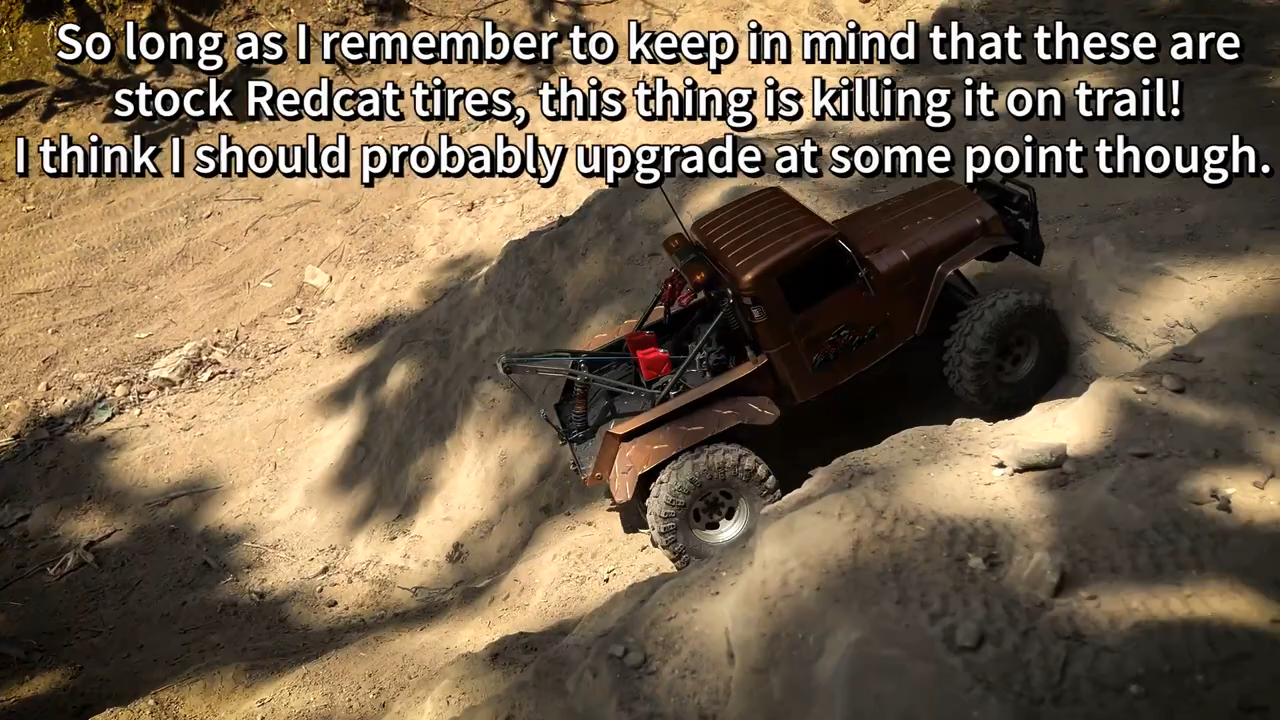 So long as I remember to keep in mind that these are
stock Redcat tires, this thing is killing it on trail!
I think I should probably upgrade at some point though.